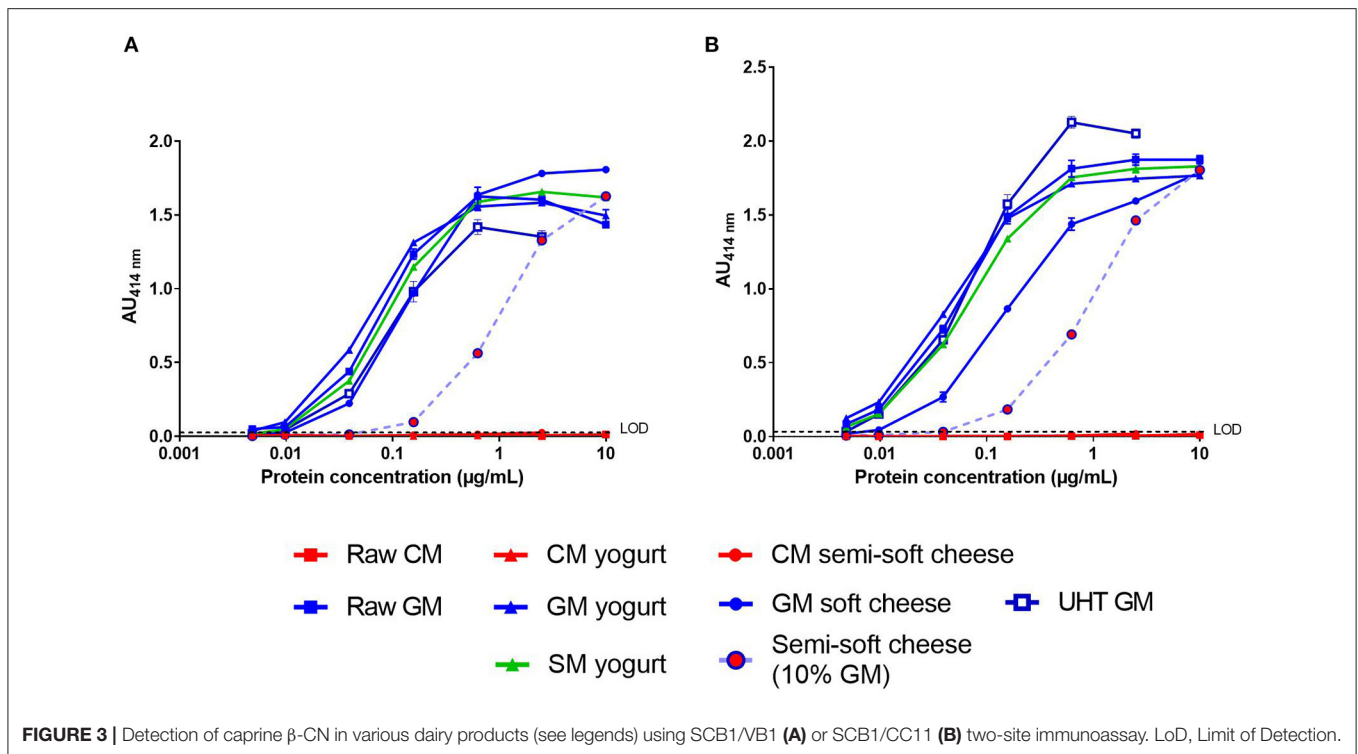 A
B
2.0
1.5
1.0
0.5
0.0
AU414 nm
0.001
0.01
0.1
1
10
Protein concentration (µg/mL)
LOD
2.5
2.0
1.5
1.0
0.5
0.0
AU414 nm
0.001
0.01
0.1
1
10
Protein concentration (µg/mL)
LOD
Raw CM
CM yogurt
CM semi-soft cheese
Raw GM
GM yogurt
GM soft cheese
UHT GM
SM yogurt
Semi-soft cheese
(10% GM)
FIGURE 3 | Detection of caprine β-CN in various dairy products (see legends) using SCB1/VB1 (A) or SCB1/CC11 (B) two-site immunoassay. LoD, Limit of Detection.